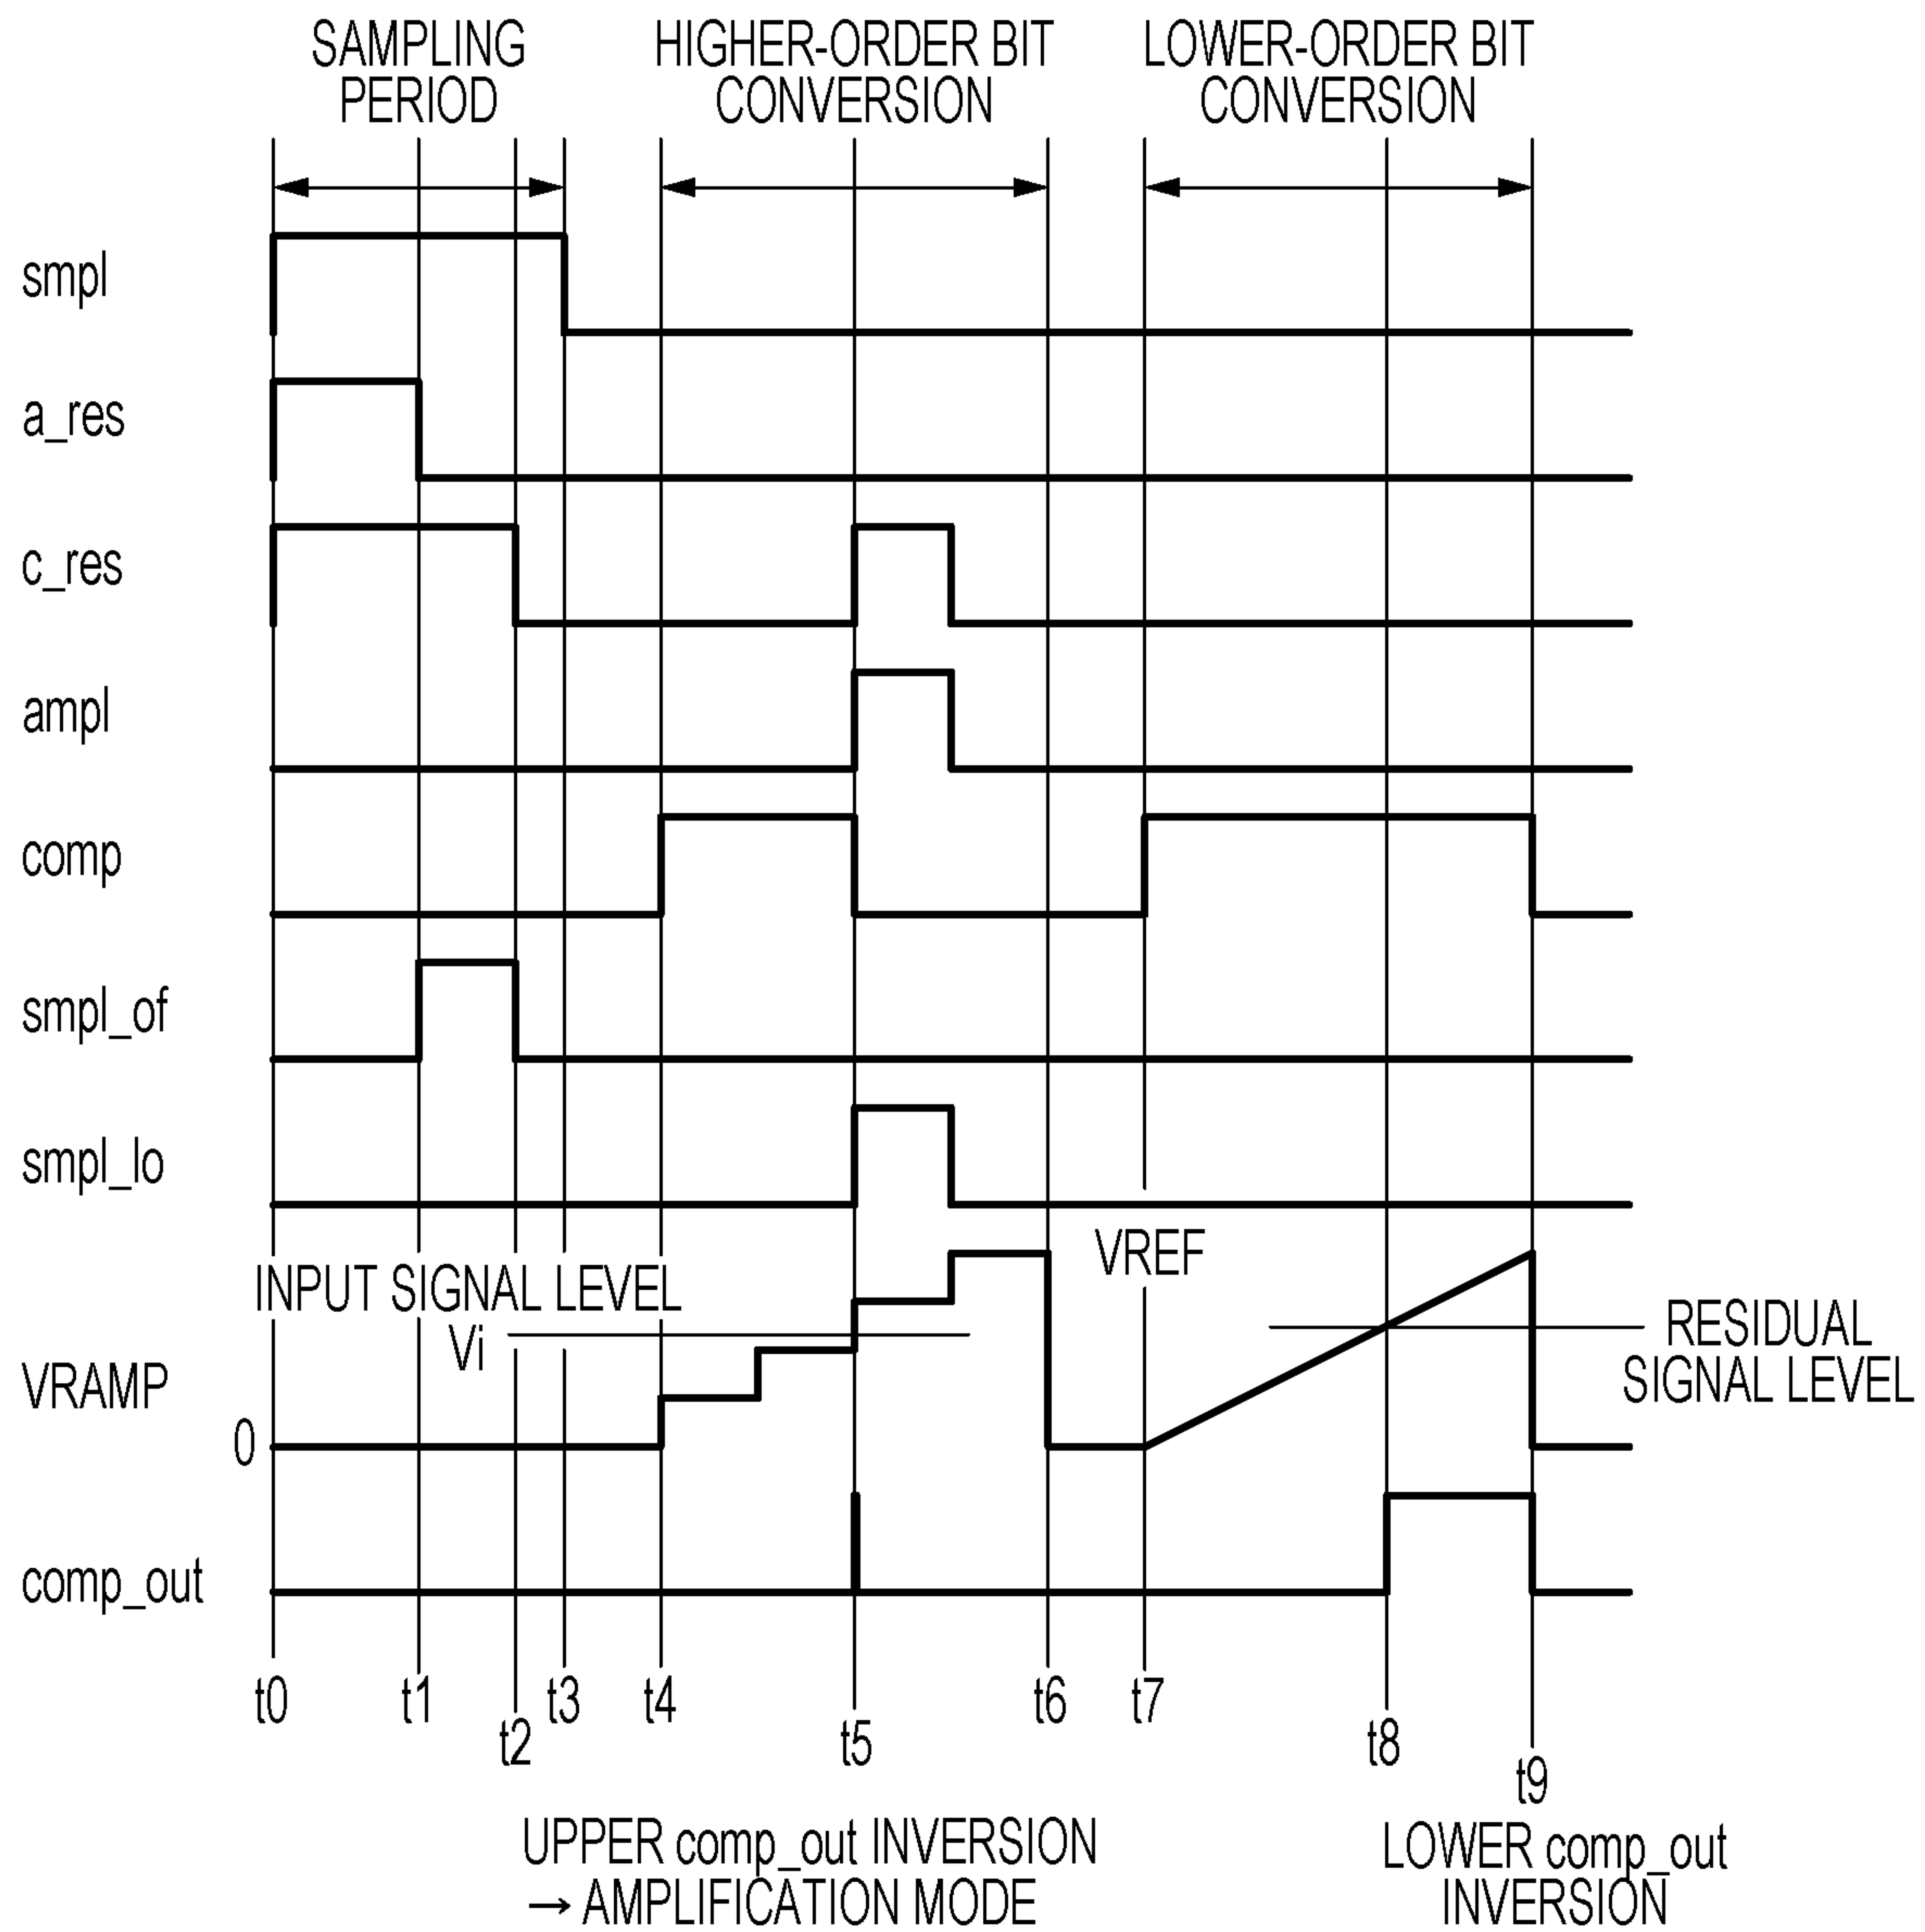 SAMPLING
PERIOD
HIGHER-ORDER BIT
CONVERSION
LOWER-ORDER BIT
CONVERSION
smpl
a_res
c_res
ampl
comp
smpl_of
smpl_lo
VREF
INPUT SIGNAL LEVEL
Vi
RESIDUAL
SIGNAL LEVEL
VRAMP
0
comp_out
t0
t1
t2
t3
t4
t5
t6
t7
t8
t9
UPPER comp_out INVERSION
→ AMPLIFICATION MODE
LOWER comp_out
INVERSION